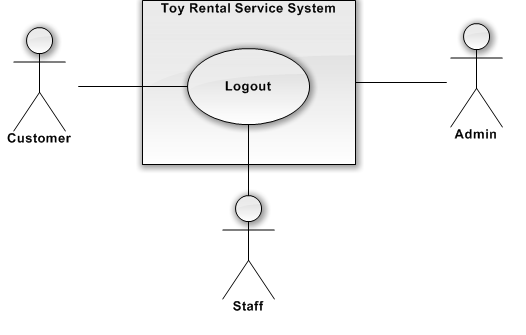 Toy Rental Service System
Logout
Customer
Admin
Staff